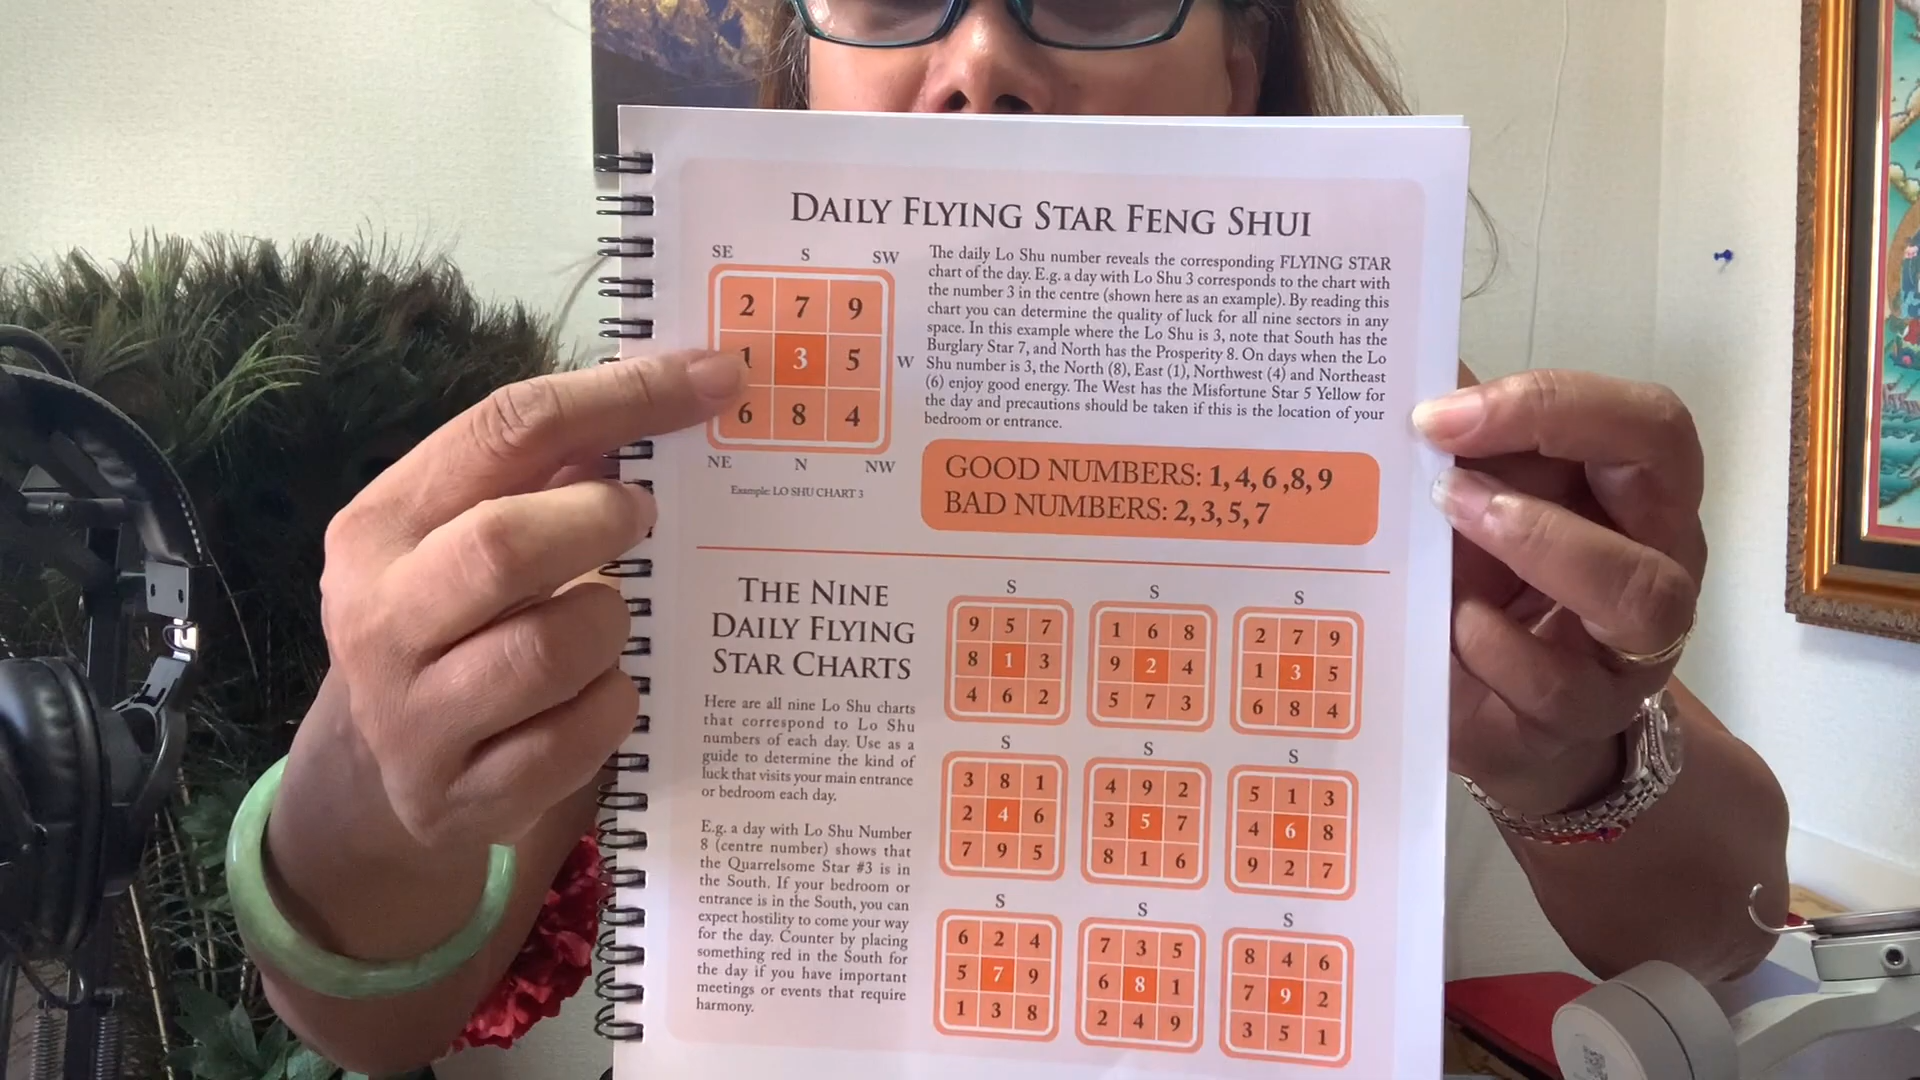 DAILY FLYING STAR FENG SHUI
SE S SW
2 7 9
1 3 5 W
6 8 4
NE N NW
Example: LO SHU CHART 3
The daily Lo Shu number reveals the corresponding FLYING STAR
chart of the day. E.g. a day with Lo Shu 3 corresponds to the chart with
the number 3 in the centre (shown here as an example). By reading this
chart you can determine the quality of luck for all nine sectors in any
space. In this example where the Lo Shu is 3, note that South has the
Burglary Star 7, and North has the Prosperity 8. On days when the Lo
Shu number is 3, the North (8), East (1), Northwest (4) and Northeast
(6) enjoy good energy. The West has the Misfortune Star 5 Yellow for
the day and precautions should be taken if this is the location of your
bedroom or entrance.
GOOD NUMBERS: 1, 4, 6 ,8, 9
BAD NUMBERS: 2, 3, 5, 7
THE NINE
DAILY FLYING
STAR CHARTS
Here are all nine Lo Shu charts
that correspond to Lo Shu
numbers of each day. Use as a
guide to determine the kind of
luck that visits your main entrance
or bedroom each day.
E.g. a day with Lo Shu Number
8 (centre number) shows that
the Quarrelsome Star #3 is in
the South. If your bedroom or
entrance is in the South, you can
expect hostility to come your way
for the day. Counter by placing
something red in the South for
the day if you have important
meetings or events that require
harmony.
S
9 5 7
8 1 3
4 6 2
S
1 6 8
9 2 4
5 7 3
S
2 7 9
1 3 5
6 8 4
S
3 8 1
2 4 6
7 9 5
S
4 9 2
3 5 7
8 1 6
S
5 1 3
4 6 8
9 2 7
S
6 2 4
5 7 9
1 3 8
S
7 3 5
6 8 1
2 4 9
S
8 4 6
7 9 2
3 5 1